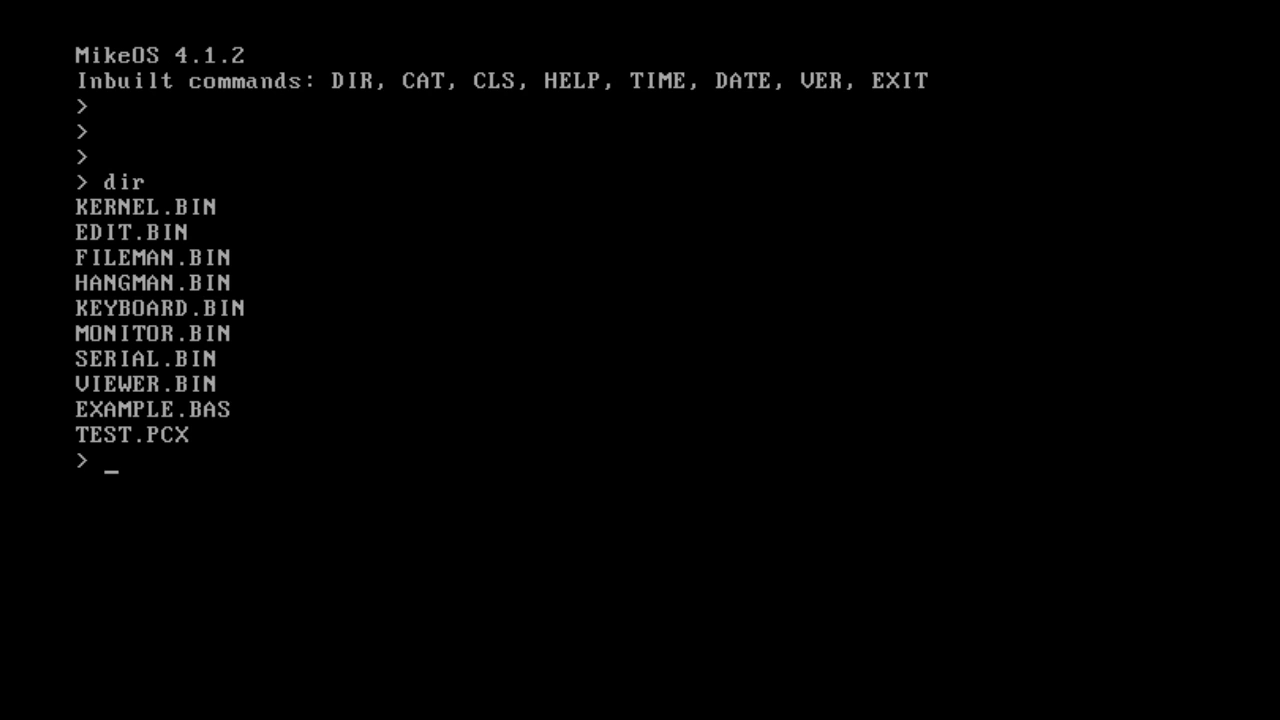 MikeOS 4.1.2
Inbuilt commands: DIR, CAT, CLS, HELP, TIME, DATE, VER, EXIT
>
>
>
> dir
KERNEL.BIN
EDIT.BIN
FILEMAN.BIN
HANGMAN.BIN
KEYBOARD.BIN
MONITOR.BIN
SERIAL.BIN
VIEWER.BIN
EXAMPLE.BAS
TEST.PCX
> _